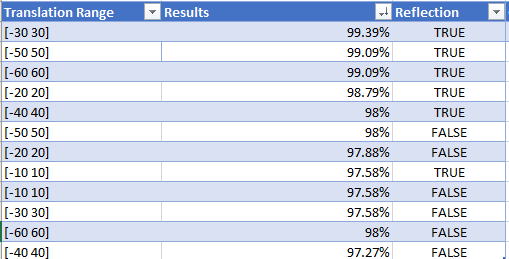 Translation Range Results Reflection
[-30 30] 99.39% TRUE
[-50 50] 99.09% TRUE
[-60 60] 99.09% TRUE
[-20 20] 98.79% TRUE
[-40 40] 98% TRUE
[-50 50] 98% FALSE
[-20 20] 97.88% FALSE
[-10 10] 97.58% TRUE
[-10 10] 97.58% FALSE
[-30 30] 97.58% FALSE
[-60 60] 98% FALSE
[-40 40] 97.27% FALSE